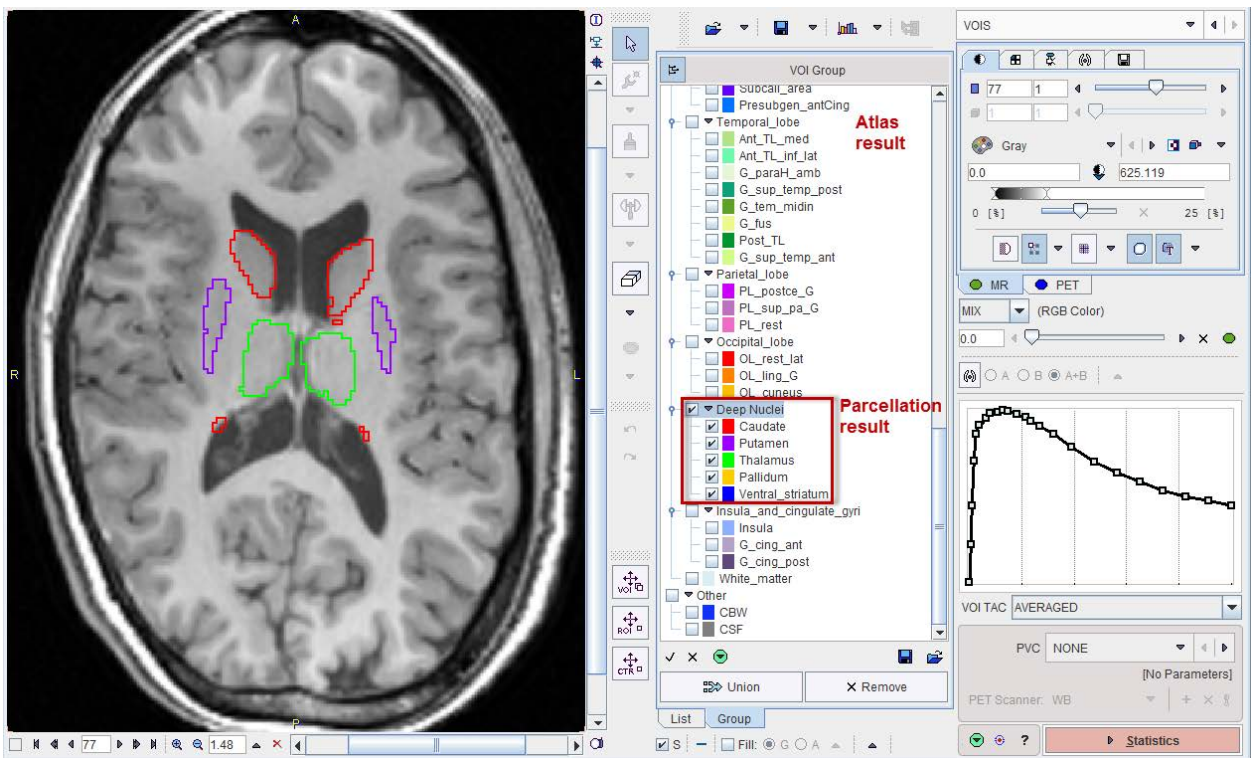 A
R
L
P
77
1.48
VOI
ROI
CTR
VOI Group
Subcall_area
Presubgen_antCing
Temporal_lobe
Atlas
result
Ant_TL_med
Ant_TL_inf_lat
G_paraH_amb
G_sup_temp_post
G_tem_midin
G_fus
Post_TL
G_sup_temp_ant
Parietal_lobe
PL_postce_G
PL_sup_pa_G
PL_rest
Occipital_lobe
OL_rest_lat
OL_ling_G
OL_cuneus
Deep Nuclei
Parcellation
result
Caudate
Putamen
Thalamus
Pallidum
Ventral_striatum
Insula_and_cingulate_gyri
Insula
G_cing_ant
G_cing_post
White_matter
Other
CBW
CSF
Union
Remove
List Group
S Fill: G O A
VOIS
77 1
1 1
Gray
0.0 625.119
0 [%] 25 [%]
MR PET
MIX (RGB Color)
0.0
A B A+B
VOI TAC AVERAGED
PVC NONE
[No Parameters]
PET Scanner: WB
? Statistics